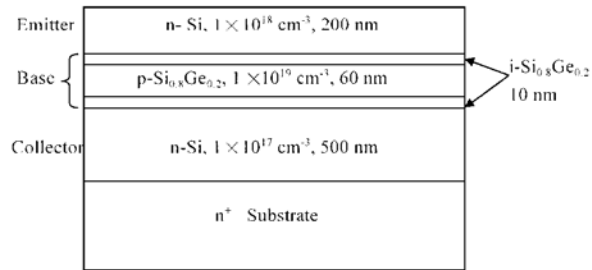 Emitter
n- Si, 1×10¹⁸ cm⁻³, 200 nm
Base
p-Si₀.₈Ge₀.₂, 1 ×10¹⁹ cm⁻³, 60 nm
i-Si₀.₈Ge₀.₂
10 nm
Collector
n-Si, 1×10¹⁷ cm⁻³, 500 nm
n⁺ Substrate